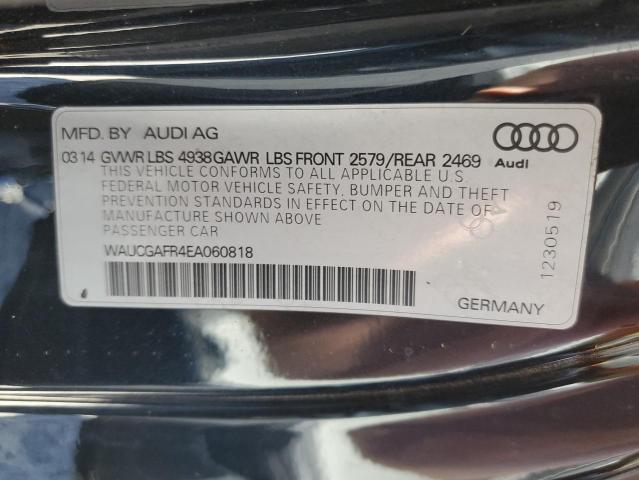 MFD. BY AUDI AG
03 14 GVWR LBS 4938 GAWR LBS FRONT 2579/REAR 2469
Audi
THIS VEHICLE CONFORMS TO ALL APPLICABLE U.S.
FEDERAL MOTOR VEHICLE SAFETY, BUMPER AND THEFT
PREVENTION STANDARDS IN EFFECT ON THE DATE OF
MANUFACTURE SHOWN ABOVE
PASSENGER CAR
WAUCGAFR4EA060818
1230519
GERMANY